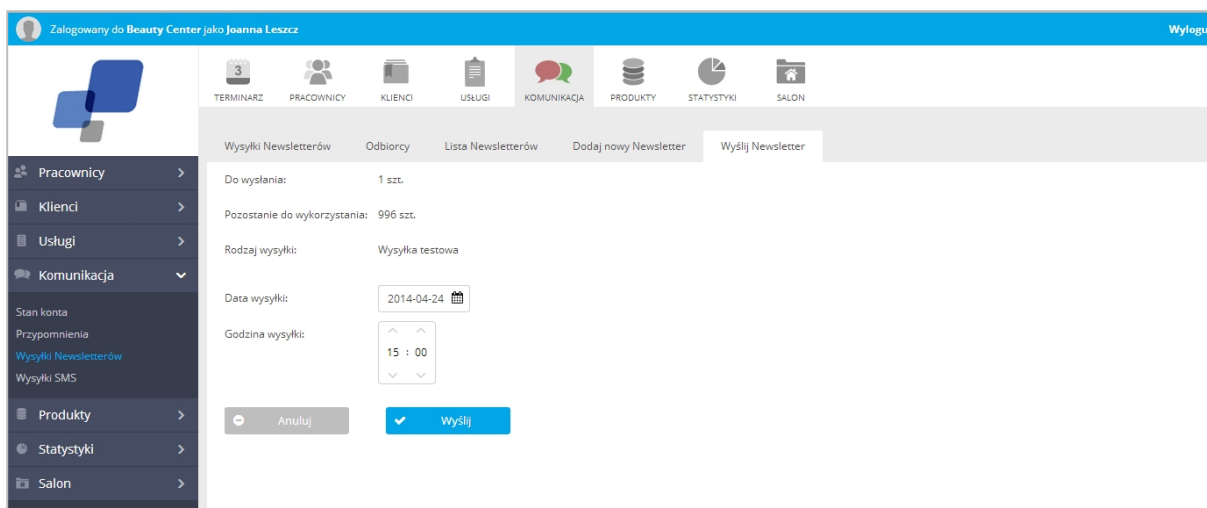 Zalogowany do Beauty Center jako Joanna Leszcz
Wylogu
3
TERMINARZ PRACOWNICY KLIENCI USŁUGI KOMUNIKACJA PRODUKTY STATYSTYKI SALON
Wysyłki Newsletterów Odbiorcy Lista Newsletterów Dodaj nowy Newsletter Wyślij Newsletter
Pracownicy
Klienci
Usługi
Komunikacja
Stan konta
Przypomnienia
Wysyłki Newsletterów
Wysyłki SMS
Produkty
Statystyki
Salon
Do wysłania: 1 szt.
Pozostanie do wykorzystania: 996 szt.
Rodzaj wysyłki: Wysyłka testowa
Data wysyłki: 2014-04-24
Godzina wysyłki:
15 : 00
Anuluj Wyślij